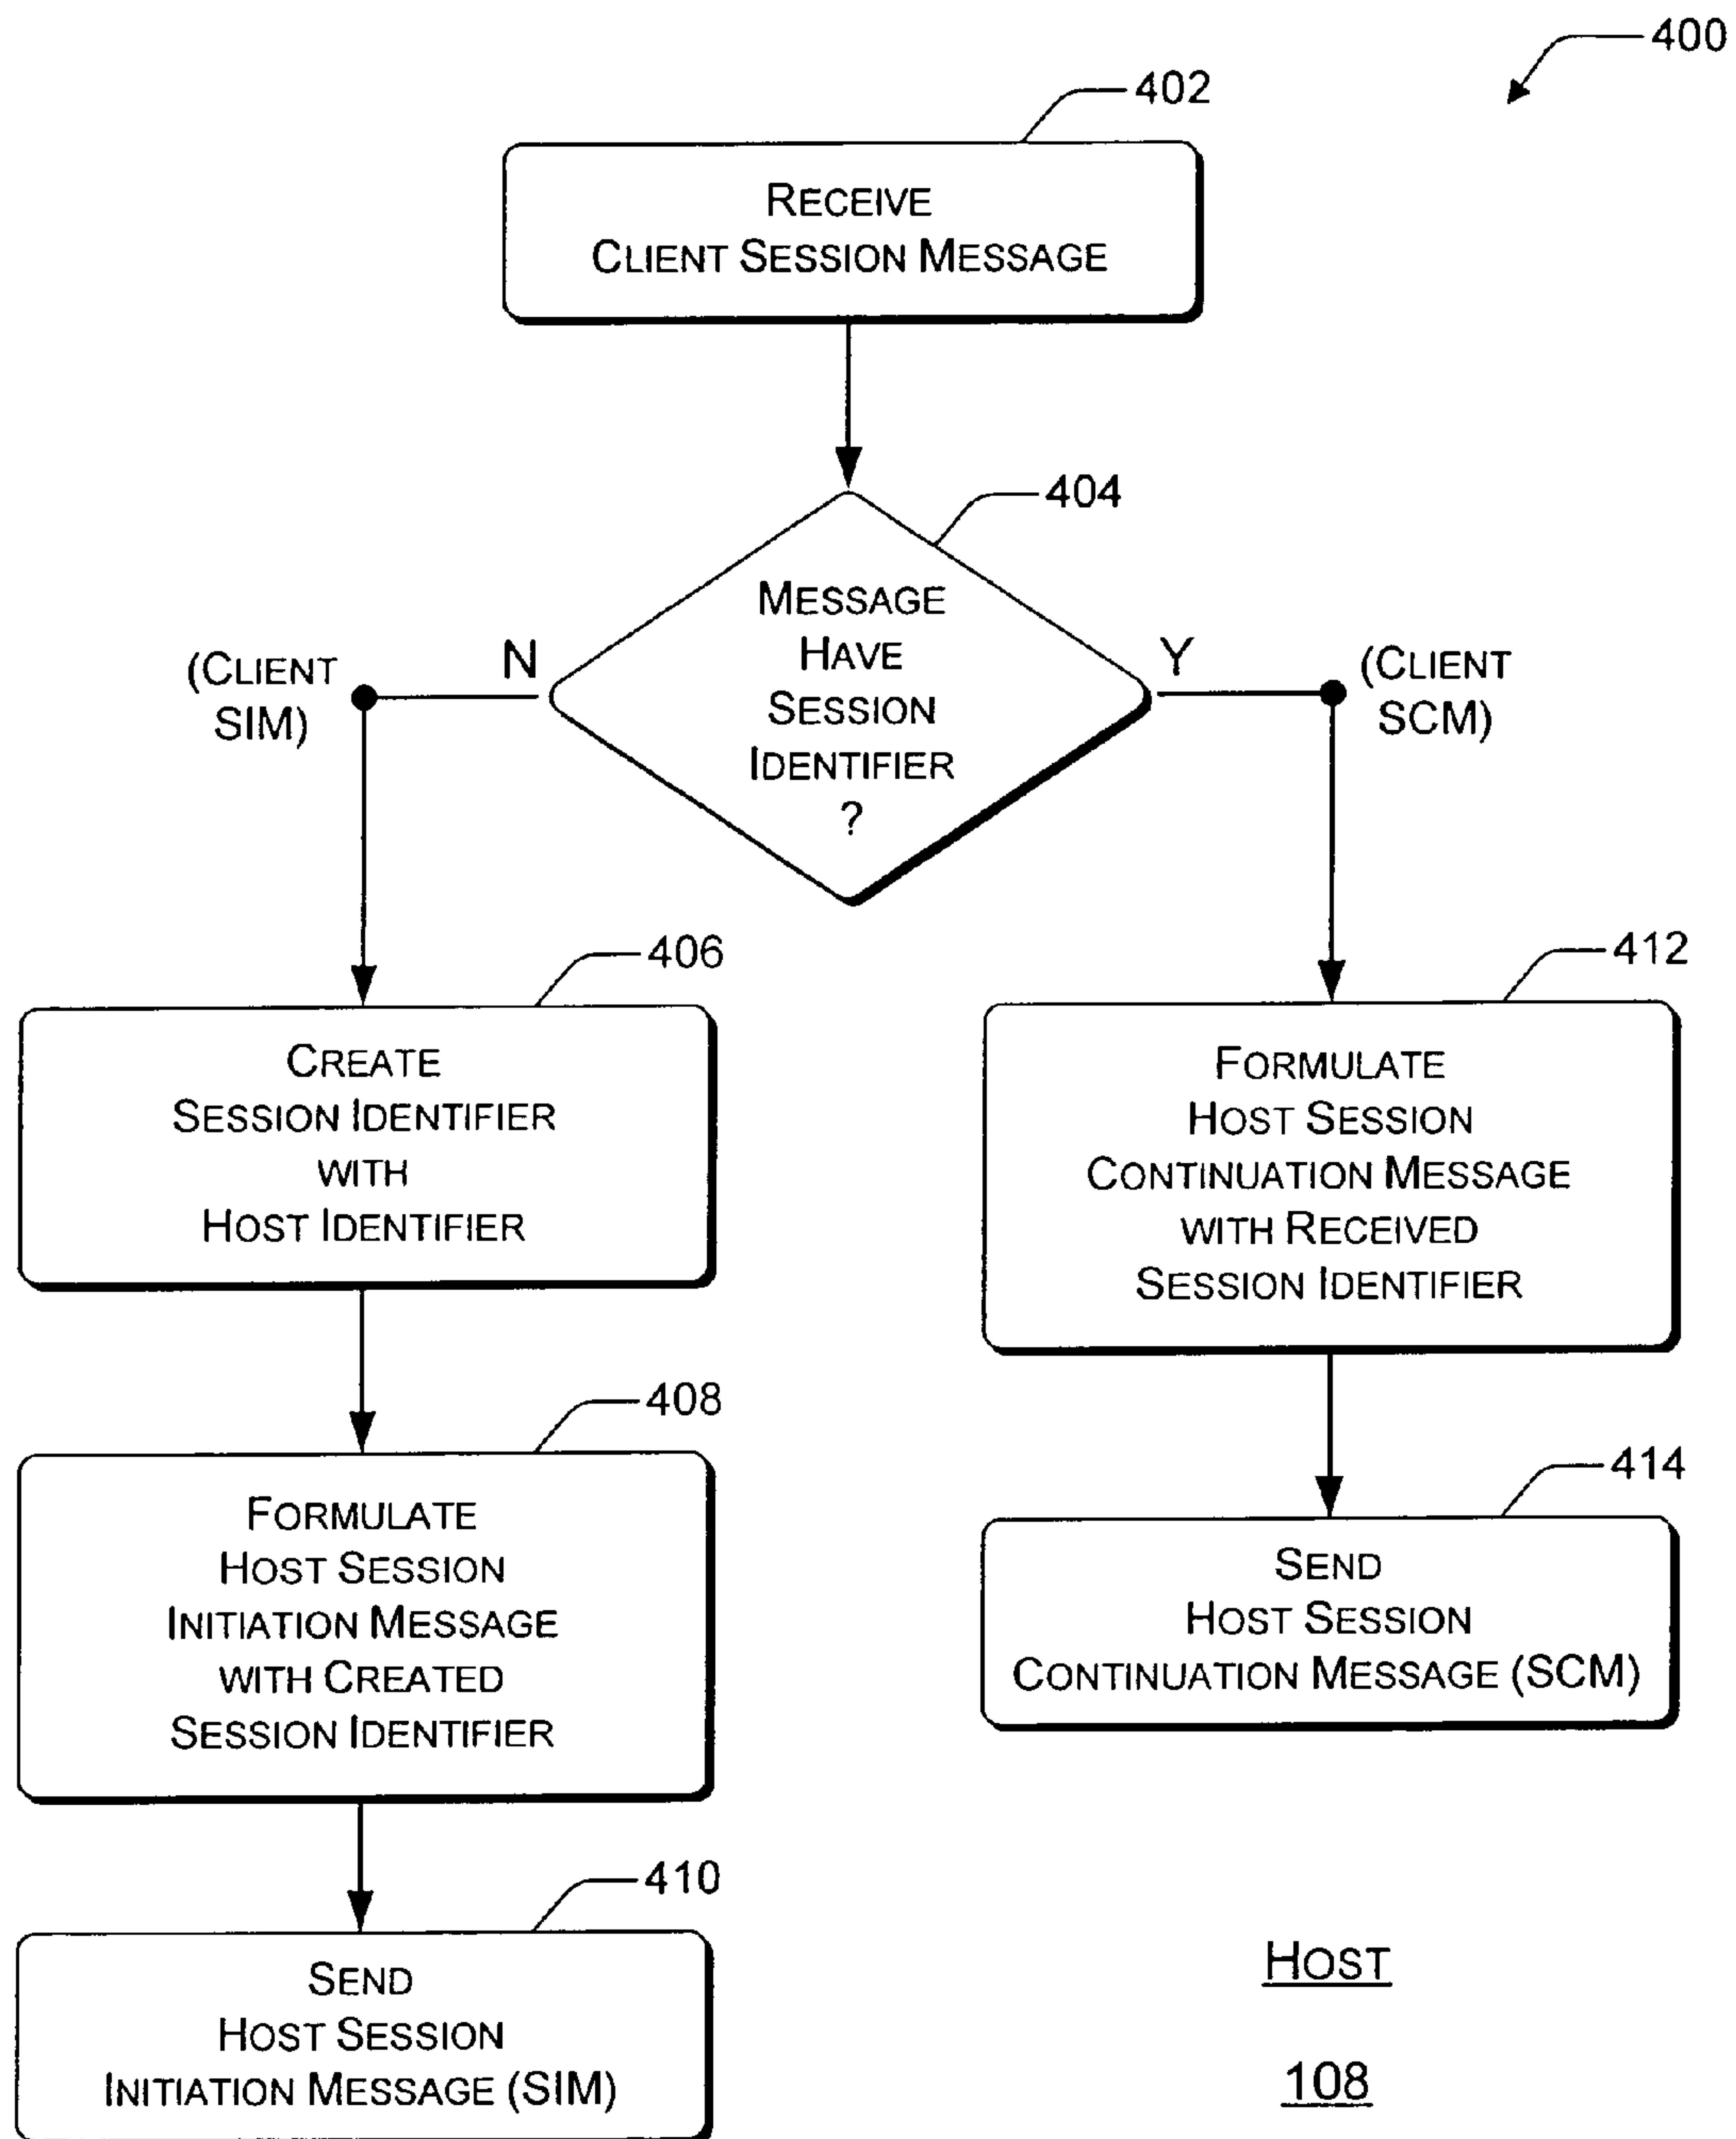 400
402
RECEIVE
CLIENT SESSION MESSAGE
404
MESSAGE
HAVE
SESSION
IDENTIFIER
?
N
(CLIENT
SIM)
Y
(CLIENT
SCM)
406
CREATE
SESSION IDENTIFIER
WITH
HOST IDENTIFIER
408
FORMULATE
HOST SESSION
INITIATION MESSAGE
WITH CREATED
SESSION IDENTIFIER
410
SEND
HOST SESSION
INITIATION MESSAGE (SIM)
412
FORMULATE
HOST SESSION
CONTINUATION MESSAGE
WITH RECEIVED
SESSION IDENTIFIER
414
SEND
HOST SESSION
CONTINUATION MESSAGE (SCM)
HOST
108